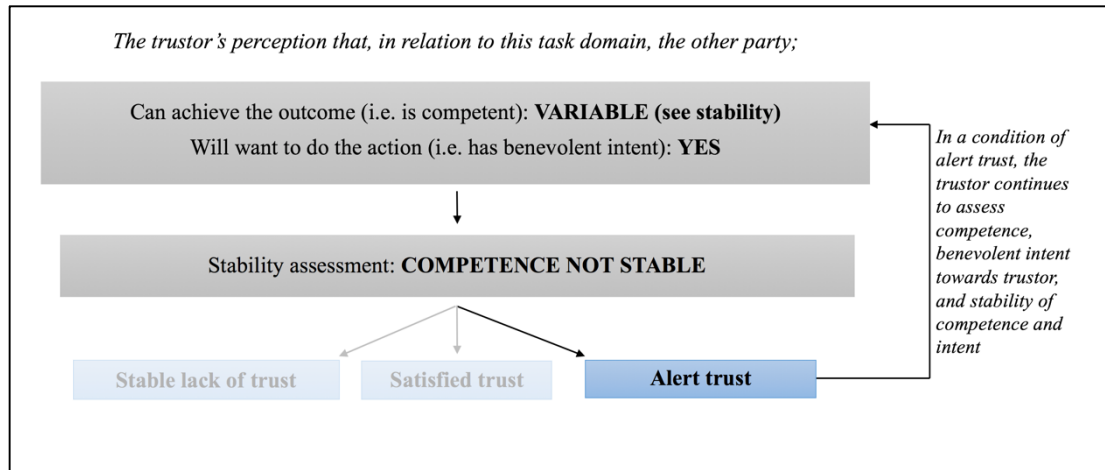 The trustor's perception that, in relation to this task domain, the other party;
Can achieve the outcome (i.e. is competent): VARIABLE (see stability)
Will want to do the action (i.e. has benevolent intent): YES
Stability assessment: COMPETENCE NOT STABLE
Stable lack of trust
Satisfied trust
Alert trust
In a condition of
alert trust, the
trustor continues
to assess
competence,
benevolent intent
towards trustor,
and stability of
competence and
intent